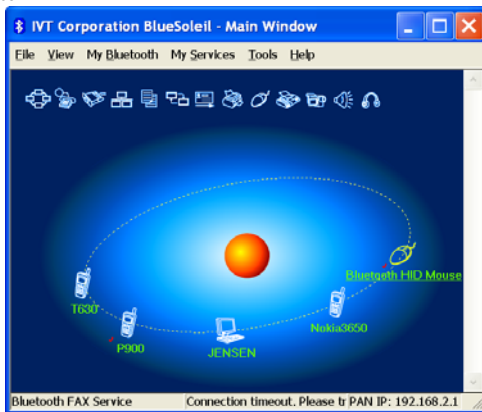 IVT Corporation BlueSoleil - Main Window
File View My Bluetooth My Services Tools Help
Bluetooth HID Mouse
T630
Nokia3650
P900
JENSEN
Bluetooth FAX Service Connection timeout. Please tr PAN IP: 192.168.2.1